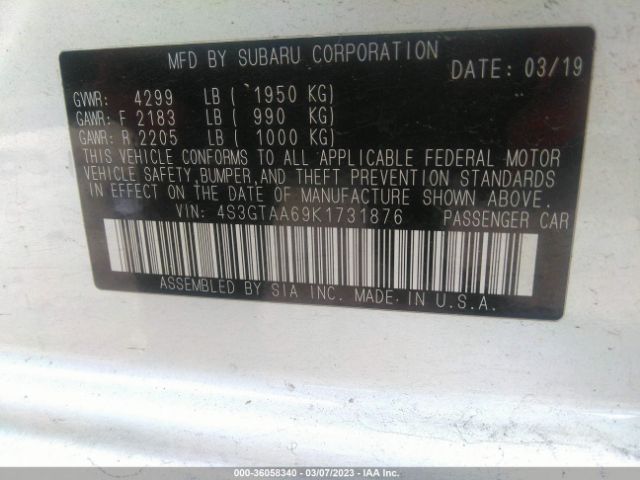 MFD BY SUBARU CORPORATION
DATE: 03/19
GVWR: 4299 LB ( 1950 KG)
GAWR: F 2183 LB ( 990 KG)
GAWR: R 2205 LB ( 1000 KG)
THIS VEHICLE CONFORMS TO ALL APPLICABLE FEDERAL MOTOR
VEHICLE SAFETY,BUMPER,AND THEFT PREVENTION STANDARDS
IN EFFECT ON THE DATE OF MANUFACTURE SHOWN ABOVE.
VIN: 4S3GTAA69K1731876 PASSENGER CAR
ASSEMBLED BY SIA INC. MADE IN U.S.A.
000-36058340 - 03/07/2023 - IAA Inc.